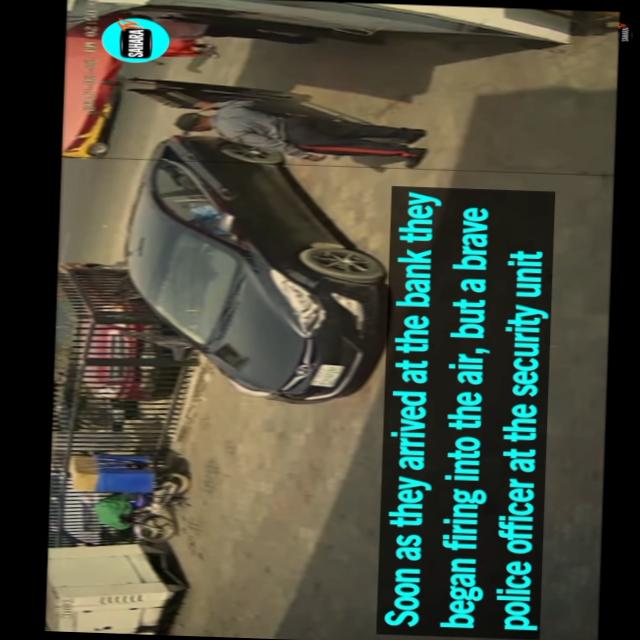 SAHARA
Soon as they arrived at the bank they
began firing into the air, but a brave
police officer at the security unit